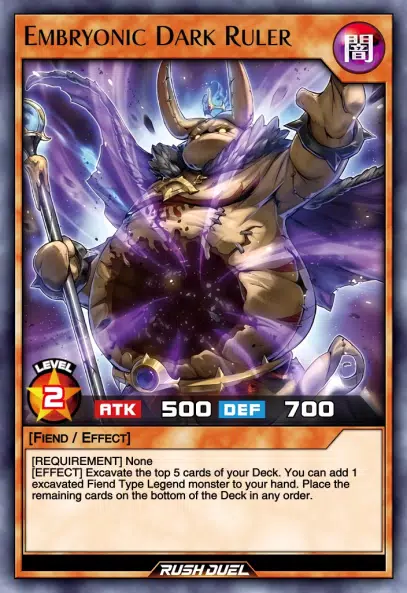 Embryonic Dark Ruler
闇
LEVEL
2
ATK 500 DEF 700
[Fiend / Effect]
[REQUIREMENT] None
[EFFECT] Excavate the top 5 cards of your Deck. You can add 1
excavated Fiend Type Legend monster to your hand. Place the
remaining cards on the bottom of the Deck in any order.
RUSH DUEL